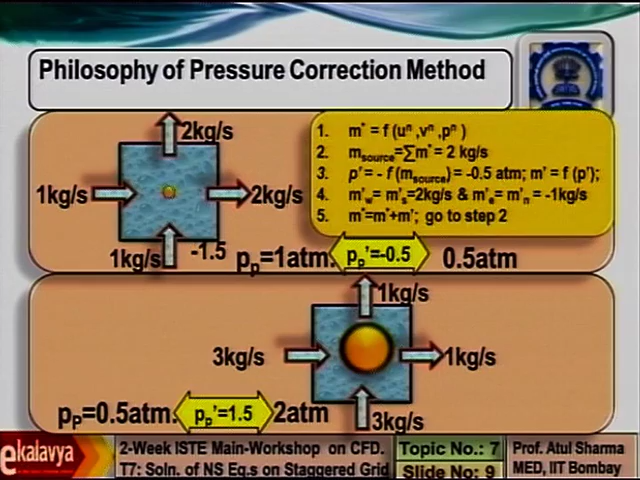 Philosophy of Pressure Correction Method
2kg/s
1kg/s
2kg/s
1kg/s
-1.5
1. m* = f (uⁿ ,vⁿ ,pⁿ )
2. m_source=∑m* = 2 kg/s
3. p'= - f (m_source) = -0.5 atm; m' = f (p');
4. m'_w= m'_s=2kg/s & m'_e= m'_n = -1kg/s
5. m*=m*+m'; go to step 2
p_p=1atm. p_p'=-0.5 0.5atm
1kg/s
3kg/s
1kg/s
3kg/s
p_P=0.5atm. p_p'=1.5 2atm
ekalavya
2-Week ISTE Main-Workshop on CFD.
T7: Soln. of NS Eq.s on Staggered Grid
Topic No.: 7
Slide No.: 9
Prof. Atul Sharma
MED, IIT Bombay